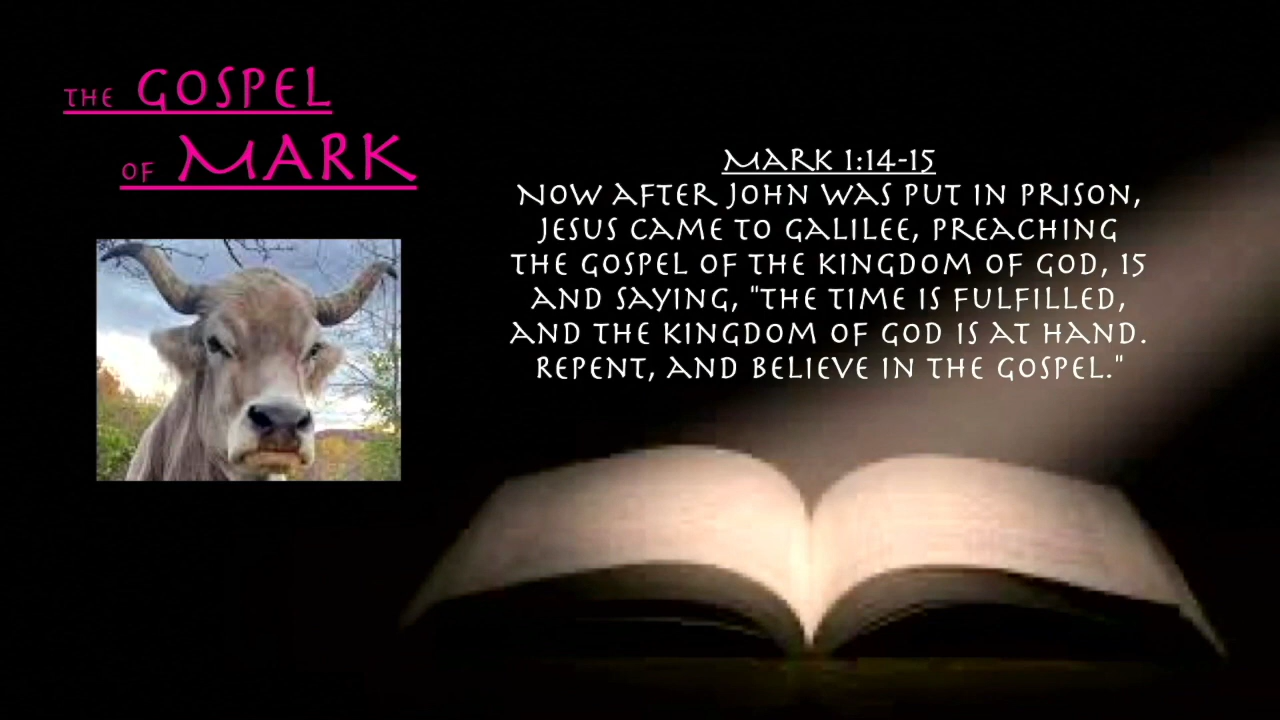 THE GOSPEL
OF MARK
MARK 1:14-15
NOW AFTER JOHN WAS PUT IN PRISON,
JESUS CAME TO GALILEE, PREACHING
THE GOSPEL OF THE KINGDOM OF GOD, 15
AND SAYING, "THE TIME IS FULFILLED,
AND THE KINGDOM OF GOD IS AT HAND.
REPENT, AND BELIEVE IN THE GOSPEL."